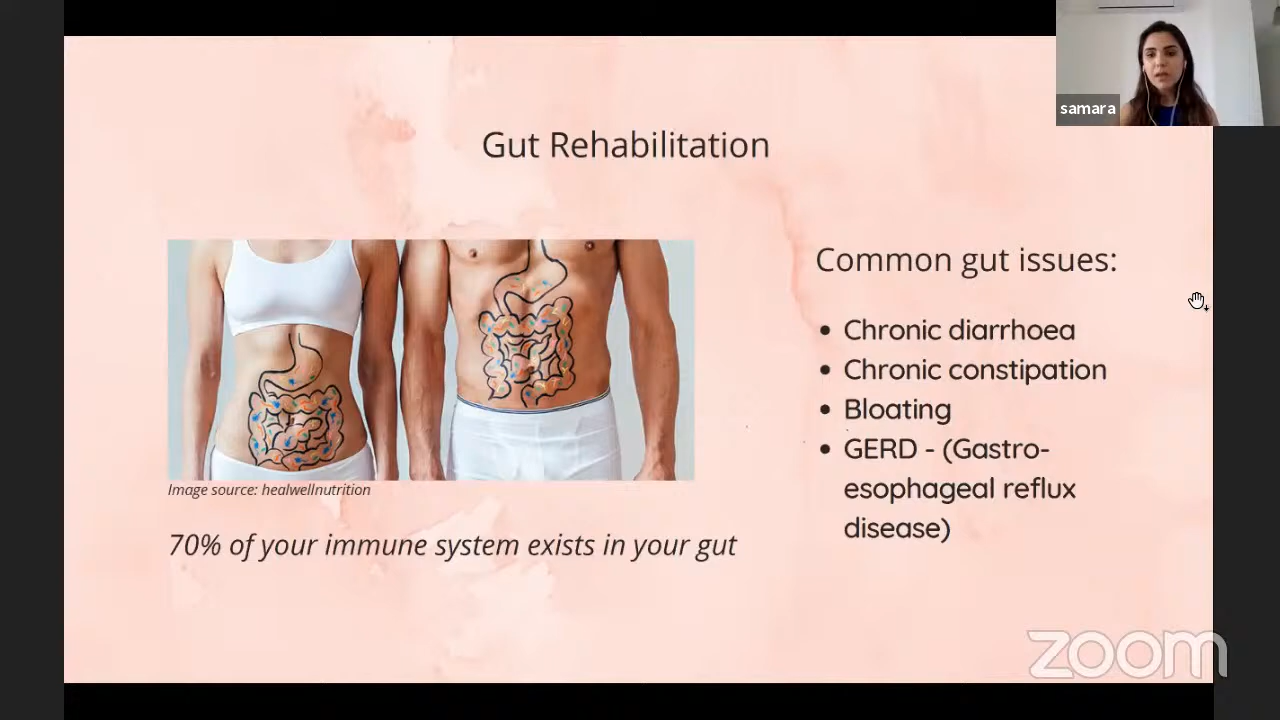 samara
Gut Rehabilitation
Image source: healwellnutrition
70% of your immune system exists in your gut
Common gut issues:
• Chronic diarrhoea
• Chronic constipation
• Bloating
• GERD - (Gastro-
esophageal reflux
disease)
zoom